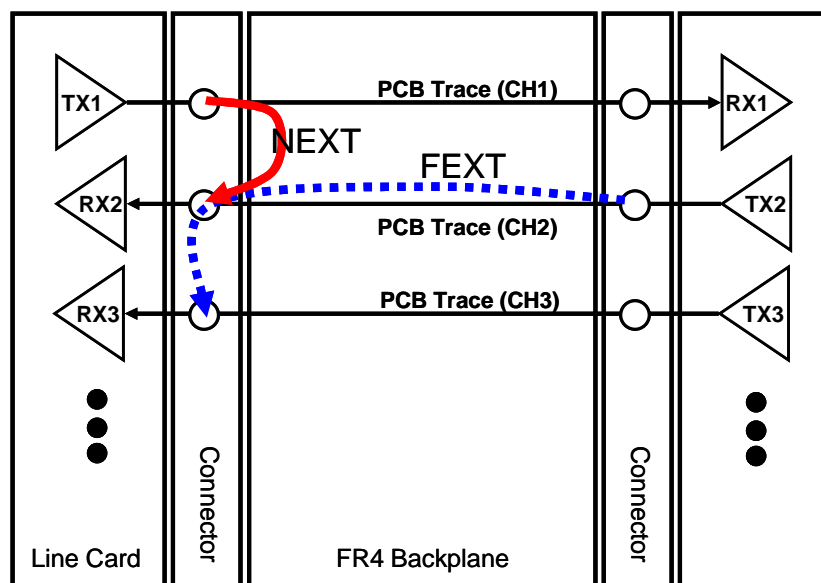 TX1
PCB Trace (CH1)
RX1
NEXT
FEXT
RX2
PCB Trace (CH2)
TX2
RX3
PCB Trace (CH3)
TX3
Connector
Connector
Line Card
FR4 Backplane